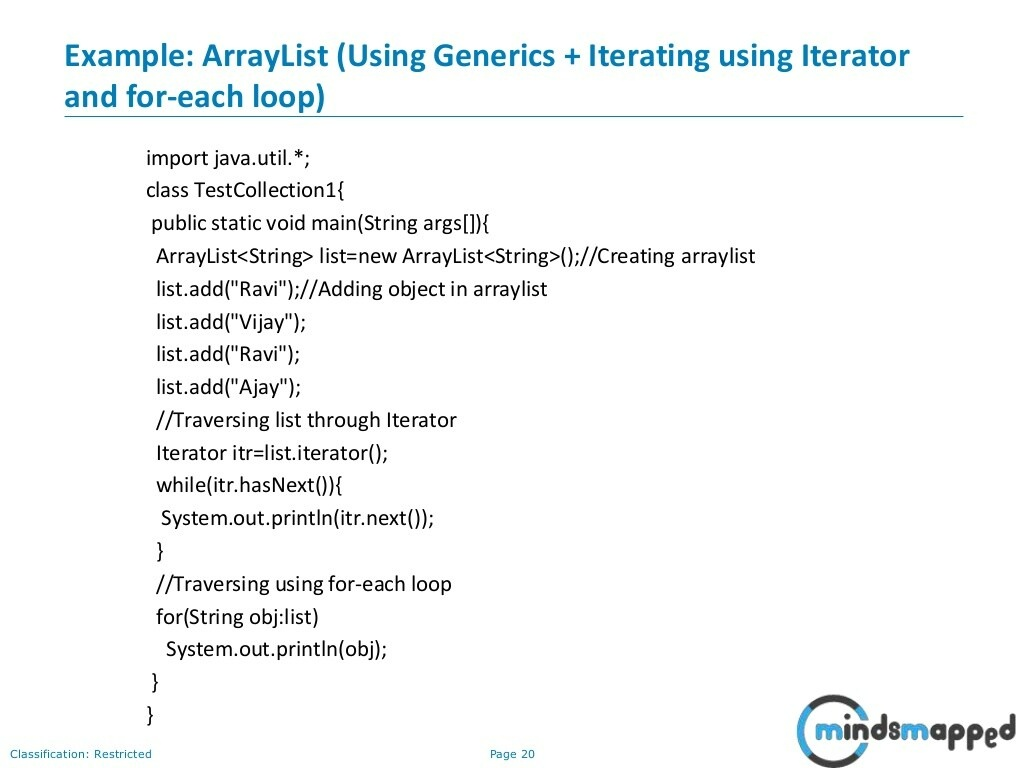 Example: ArrayList (Using Generics + Iterating using Iterator
and for-each loop)
import java.util.*;
class TestCollection1{
public static void main(String args[]){
ArrayList<String> list=new ArrayList<String>();//Creating arraylist
list.add("Ravi");//Adding object in arraylist
list.add("Vijay");
list.add("Ravi");
list.add("Ajay");
//Traversing list through Iterator
Iterator itr=list.iterator();
while(itr.hasNext()){
System.out.println(itr.next());
}
//Traversing using for-each loop
for(String obj:list)
System.out.println(obj);
}
}
mindsmapped
Classification: Restricted
Page 20